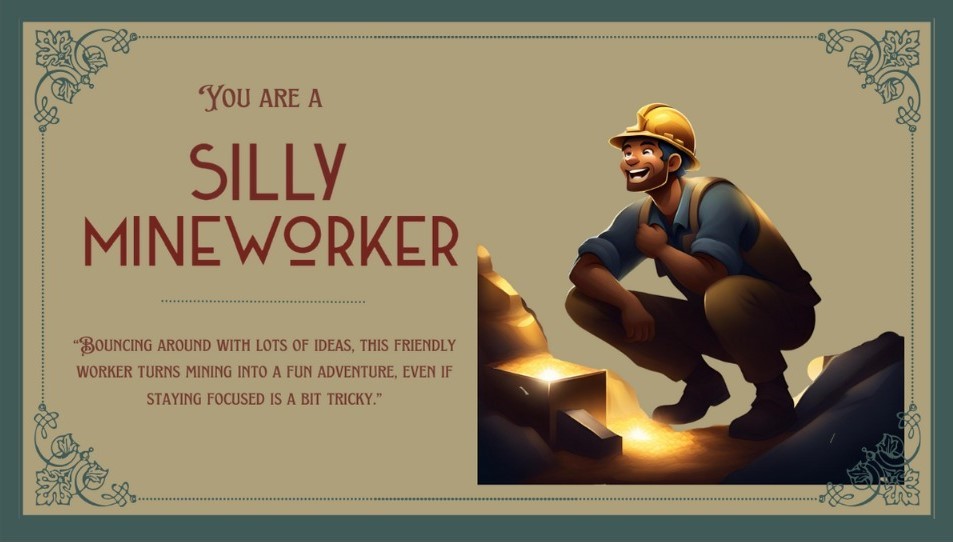 You are a
SILLY
MINEWORKER
“Bouncing around with lots of ideas, this friendly
worker turns mining into a fun adventure, even if
staying focused is a bit tricky.”